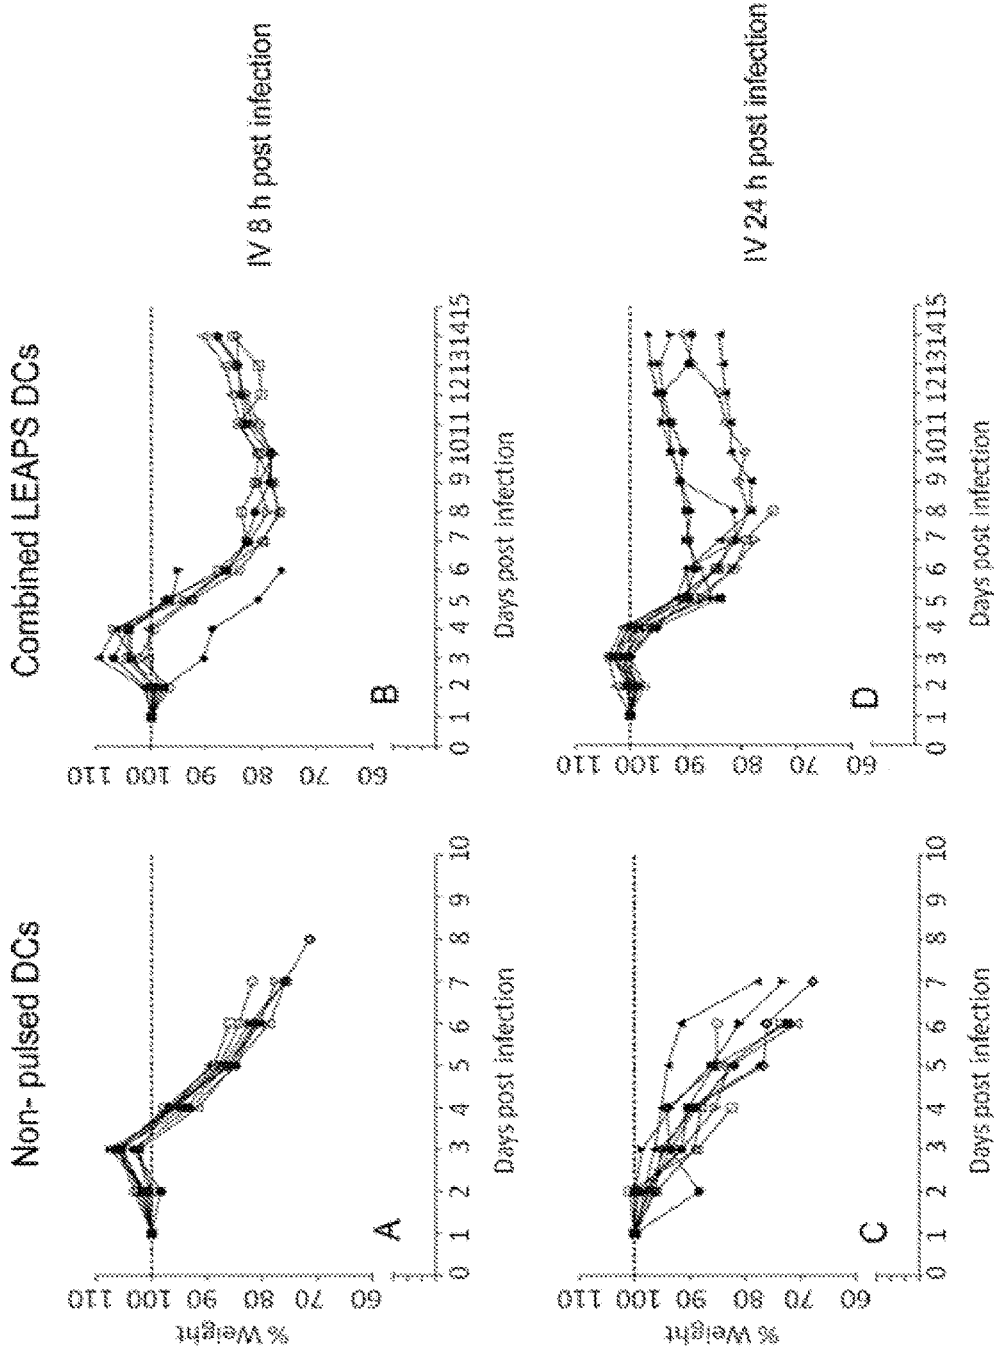 Non- pulsed DCs
Combined LEAPS DCs
% Weight
110
100
90
80
70
60
A
0 1 2 3 4 5 6 7 8 9 10
Days post infection
110
100
90
80
70
60
B
0 1 2 3 4 5 6 7 8 9 1011 12131415
Days post infection
IV 8 h post infection
% Weight
110
100
90
80
70
60
C
0 1 2 3 4 5 6 7 8 9 10
Days post infection
110
100
90
80
70
60
D
0 1 2 3 4 5 6 7 8 9 1011 12131415
Days post infection
IV 24 h post infection